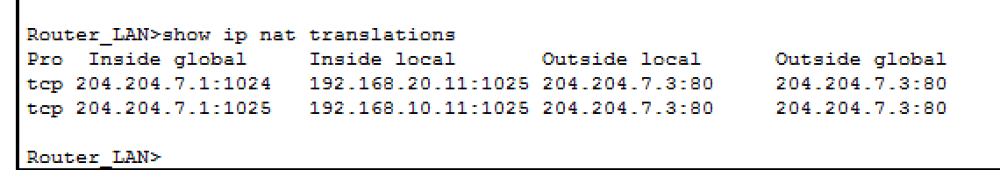 Router_LAN>show ip nat translations
Pro  Inside global     Inside local       Outside local      Outside global
tcp 204.204.7.1:1024   192.168.20.11:1025 204.204.7.3:80     204.204.7.3:80
tcp 204.204.7.1:1025   192.168.10.11:1025 204.204.7.3:80     204.204.7.3:80
Router_LAN>